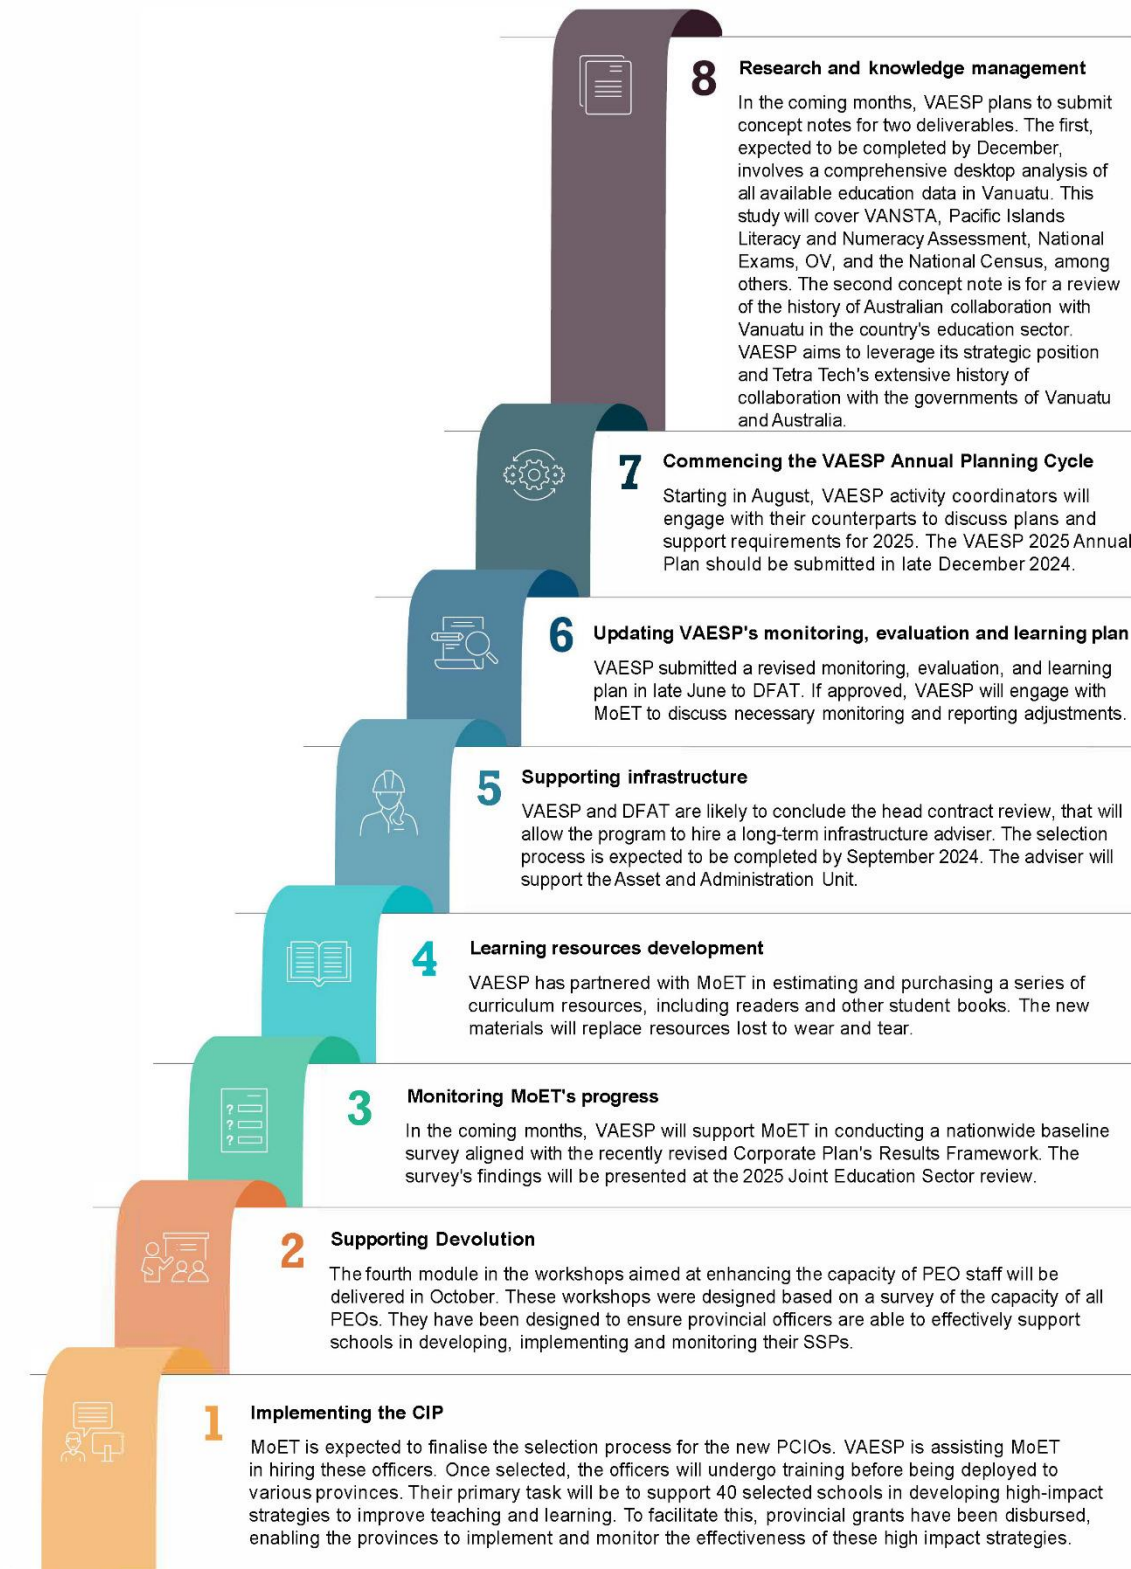 8
Research and knowledge management
In the coming months, VAESP plans to submit
concept notes for two deliverables. The first,
expected to be completed by December,
involves a comprehensive desktop analysis of
all available education data in Vanuatu. This
study will cover VANSTA, Pacific Islands
Literacy and Numeracy Assessment, National
Exams, OV, and the National Census, among
others. The second concept note is for a review
of the history of Australian collaboration with
Vanuatu in the country's education sector.
VAESP aims to leverage its strategic position
and Tetra Tech's extensive history of
collaboration with the governments of Vanuatu
and Australia.
7
Commencing the VAESP Annual Planning Cycle
Starting in August, VAESP activity coordinators will
engage with their counterparts to discuss plans and
support requirements for 2025. The VAESP 2025 Annual
Plan should be submitted in late December 2024.
6
Updating VAESP's monitoring, evaluation and learning plan
VAESP submitted a revised monitoring, evaluation, and learning
plan in late June to DFAT. If approved, VAESP will engage with
MoET to discuss necessary monitoring and reporting adjustments.
5
Supporting infrastructure
VAESP and DFAT are likely to conclude the head contract review, that will
allow the program to hire a long-term infrastructure adviser. The selection
process is expected to be completed by September 2024. The adviser will
support the Asset and Administration Unit.
4
Learning resources development
VAESP has partnered with MoET in estimating and purchasing a series of
curriculum resources, including readers and other student books. The new
materials will replace resources lost to wear and tear.
3
Monitoring MoET's progress
In the coming months, VAESP will support MoET in conducting a nationwide baseline
survey aligned with the recently revised Corporate Plan's Results Framework. The
survey's findings will be presented at the 2025 Joint Education Sector review.
? 
? 
? 
2
Supporting Devolution
The fourth module in the workshops aimed at enhancing the capacity of PEO staff will be
delivered in October. These workshops were designed based on a survey of the capacity of all
PEOs. They have been designed to ensure provincial officers are able to effectively support
schools in developing, implementing and monitoring their SSPs.
1
Implementing the CIP
MoET is expected to finalise the selection process for the new PCIOs. VAESP is assisting MoET
in hiring these officers. Once selected, the officers will undergo training before being deployed to
various provinces. Their primary task will be to support 40 selected schools in developing high-impact
strategies to improve teaching and learning. To facilitate this, provincial grants have been disbursed,
enabling the provinces to implement and monitor the effectiveness of these high impact strategies.